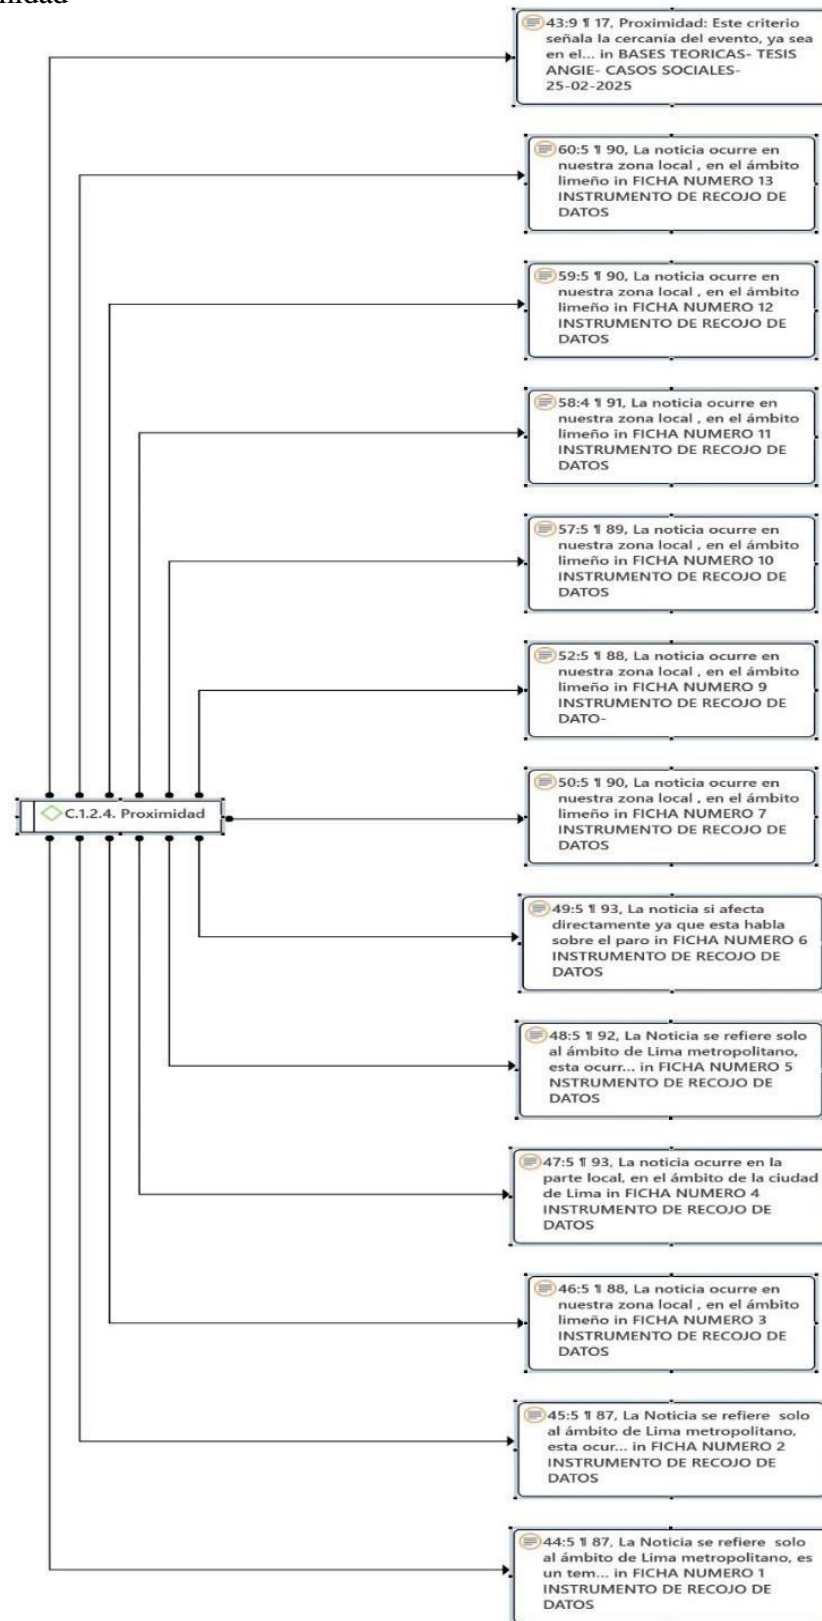 43:9 ¶ 17, Proximidad: Este criterio
señala la cercanía del evento, ya sea
en el... in BASES TEORICAS- TESIS
ANGIE- CASOS SOCIALES-
25-02-2025
60:5 ¶ 90, La noticia ocurre en
nuestra zona local , en el ámbito
limeño in FICHA NUMERO 13
INSTRUMENTO DE RECOJO DE
DATOS
59:5 ¶ 90, La noticia ocurre en
nuestra zona local , en el ámbito
limeño in FICHA NUMERO 12
INSTRUMENTO DE RECOJO DE
DATOS
58:4 ¶ 91, La noticia ocurre en
nuestra zona local , en el ámbito
limeño in FICHA NUMERO 11
INSTRUMENTO DE RECOJO DE
DATOS
57:5 ¶ 89, La noticia ocurre en
nuestra zona local , en el ámbito
limeño in FICHA NUMERO 10
INSTRUMENTO DE RECOJO DE
DATOS
52:5 ¶ 88, La noticia ocurre en
nuestra zona local , en el ámbito
limeño in FICHA NUMERO 9
INSTRUMENTO DE RECOJO DE
DATO-
C.1.2.4. Proximidad
50:5 ¶ 90, La noticia ocurre en
nuestra zona local , en el ámbito
limeño in FICHA NUMERO 7
INSTRUMENTO DE RECOJO DE
DATOS
49:5 ¶ 93, La noticia si afecta
directamente ya que esta habla
sobre el paro in FICHA NUMERO 6
INSTRUMENTO DE RECOJO DE
DATOS
48:5 ¶ 92, La Noticia se refiere solo
al ámbito de Lima metropolitano,
esta ocurr... in FICHA NUMERO 5
NSTRUMENTO DE RECOJO DE
DATOS
47:5 ¶ 93, La noticia ocurre en la
parte local, en el ámbito de la ciudad
de Lima in FICHA NUMERO 4
INSTRUMENTO DE RECOJO DE
DATOS
46:5 ¶ 88, La noticia ocurre en
nuestra zona local , en el ámbito
limeño in FICHA NUMERO 3
INSTRUMENTO DE RECOJO DE
DATOS
45:5 ¶ 87, La Noticia se refiere solo
al ámbito de Lima metropolitano,
esta ocur... in FICHA NUMERO 2
INSTRUMENTO DE RECOJO DE
DATOS
44:5 ¶ 87, La Noticia se refiere solo
al ámbito de Lima metropolitano, es
un tem... in FICHA NUMERO 1
INSTRUMENTO DE RECOJO DE
DATOS